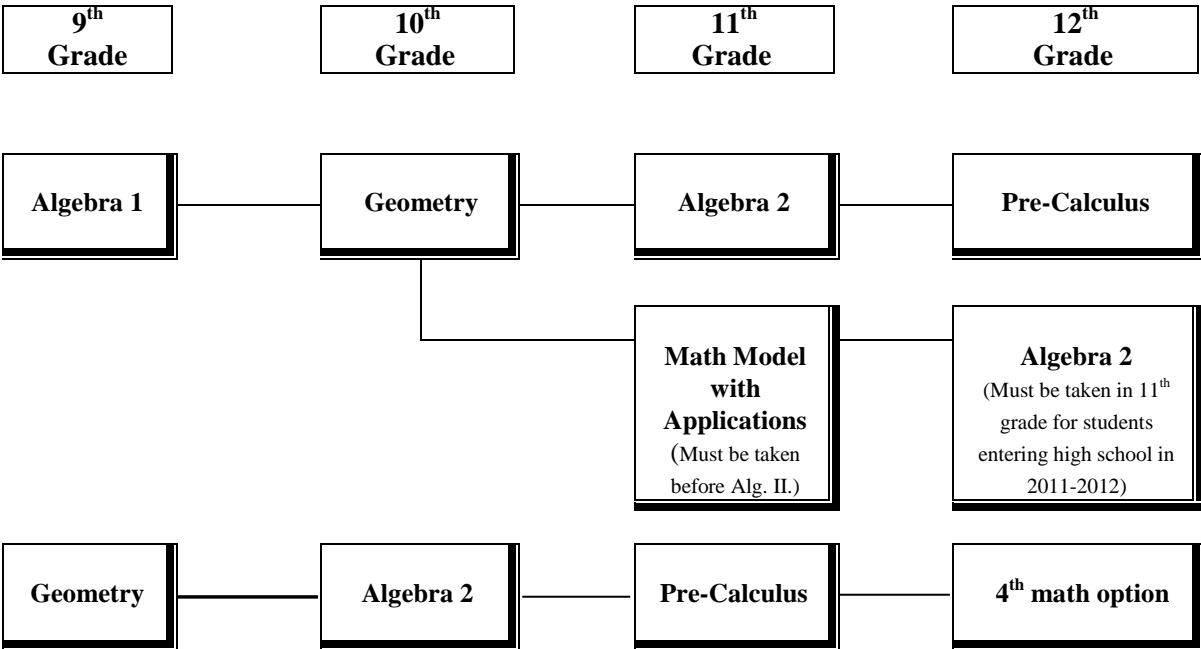 9th
Grade
10th
Grade
11th
Grade
12th
Grade
Algebra 1
Geometry
Algebra 2
Pre-Calculus
Math Model
with
Applications
(Must be taken
before Alg. II.)
Algebra 2
(Must be taken in 11th
grade for students
entering high school in
2011-2012)
Geometry
Algebra 2
Pre-Calculus
4th math option